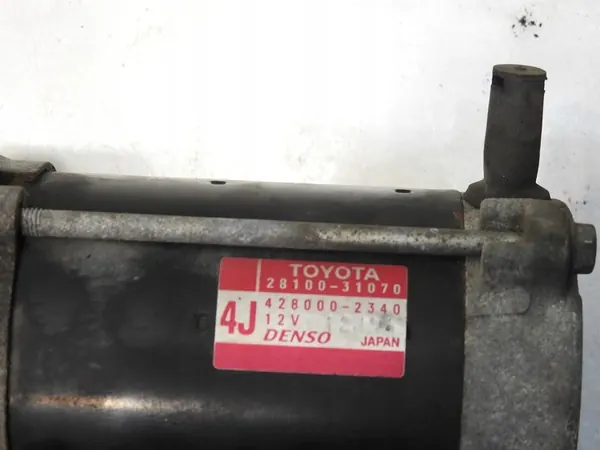 TOYOTA
28100-31070
4J
428000-2340
12V
DENSO
JAPAN